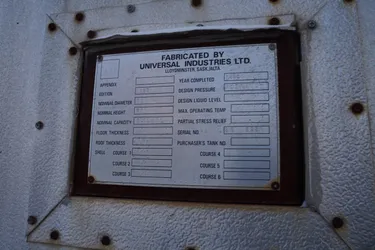 FABRICATED BY
UNIVERSAL INDUSTRIES LTD.
LLOYDMINSTER, SASK./ALTA.
APPENDIX
YEAR COMPLETED
EDITION
DESIGN PRESSURE
NOMINAL DIAMETER
DESIGN LIQUID LEVEL
NOMINAL HEIGHT
MAX. OPERATING TEMP
NOMINAL CAPACITY
PARTIAL STRESS RELIEF
FLOOR THICKNESS
SERIAL NO
ROOF THICKNESS
PURCHASER'S TANK NO
SHELL COURSE 1
COURSE 4
COURSE 2
COURSE 5
COURSE 3
COURSE 6